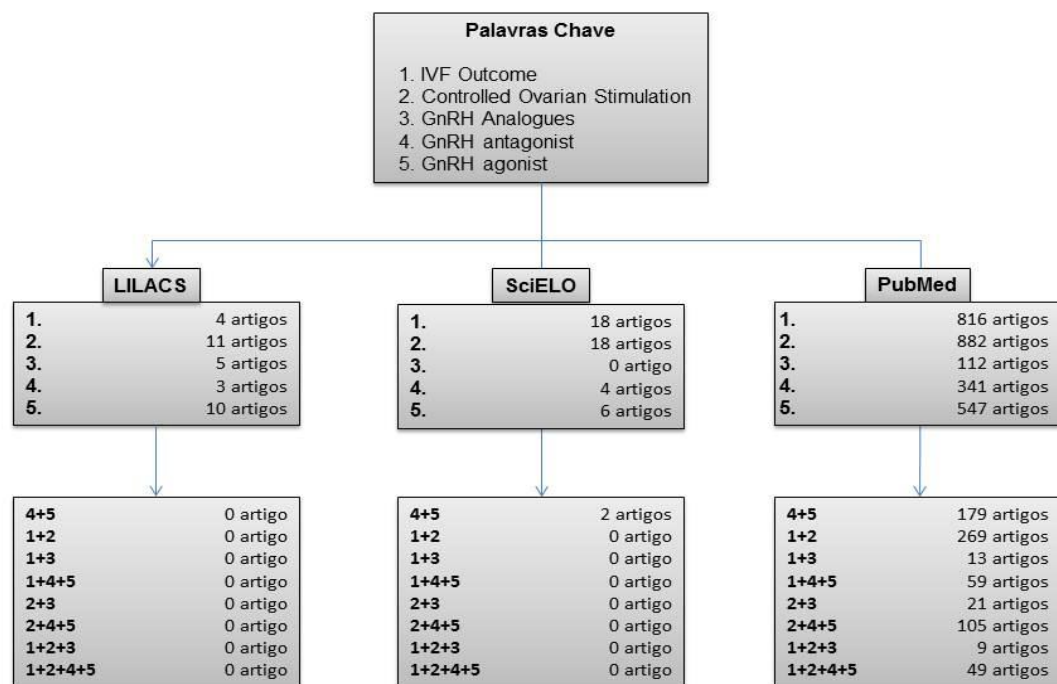 Palavras Chave
1. IVF Outcome
2. Controlled Ovarian Stimulation
3. GnRH Analogues
4. GnRH antagonist
5. GnRH agonist
LILACS
1. 4 artigos
2. 11 artigos
3. 5 artigos
4. 3 artigos
5. 10 artigos
4+5 0 artigo
1+2 0 artigo
1+3 0 artigo
1+4+5 0 artigo
2+3 0 artigo
2+4+5 0 artigo
1+2+3 0 artigo
1+2+4+5 0 artigo
SciELO
1. 18 artigos
2. 18 artigos
3. 0 artigo
4. 4 artigos
5. 6 artigos
4+5 2 artigos
1+2 0 artigo
1+3 0 artigo
1+4+5 0 artigo
2+3 0 artigo
2+4+5 0 artigo
1+2+3 0 artigo
1+2+4+5 0 artigo
PubMed
1. 816 artigos
2. 882 artigos
3. 112 artigos
4. 341 artigos
5. 547 artigos
4+5 179 artigos
1+2 269 artigos
1+3 13 artigos
1+4+5 59 artigos
2+3 21 artigos
2+4+5 105 artigos
1+2+3 9 artigos
1+2+4+5 49 artigos